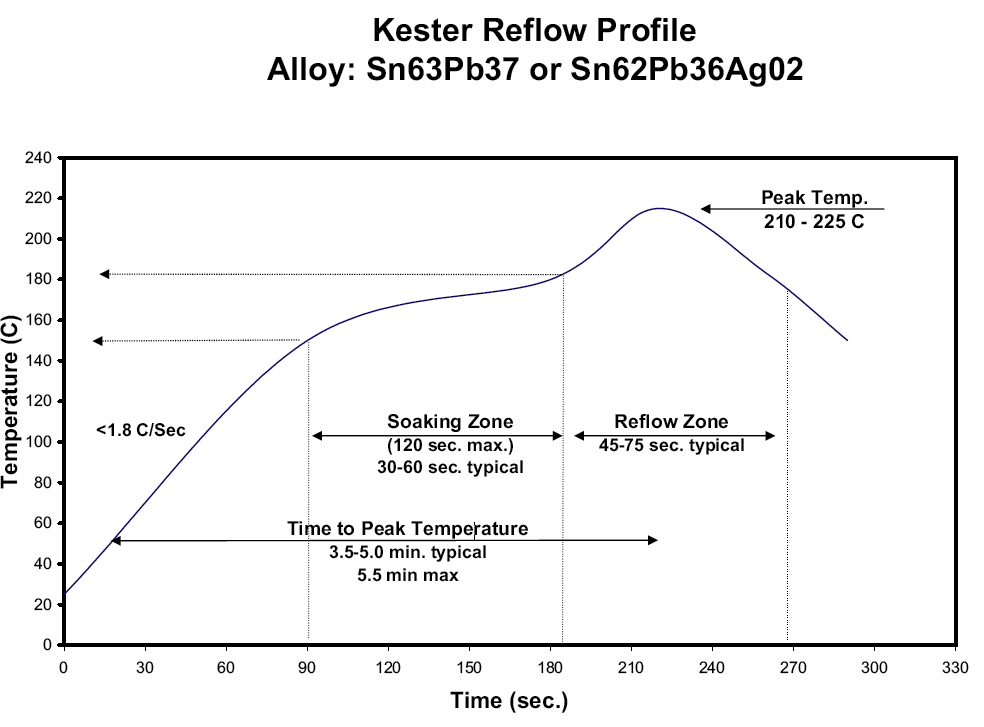 Kester Reflow Profile
Alloy: Sn63Pb37 or Sn62Pb36Ag02
240
220
200
180
160
140
120
100
80
60
40
20
0
Temperature (C)
Peak Temp.
210 - 225 C
<1.8 C/Sec
Soaking Zone
(120 sec. max.)
30-60 sec. typical
Reflow Zone
45-75 sec. typical
Time to Peak Temperature
3.5-5.0 min. typical
5.5 min max
0 30 60 90 120 150 180 210 240 270 300 330
Time (sec.)